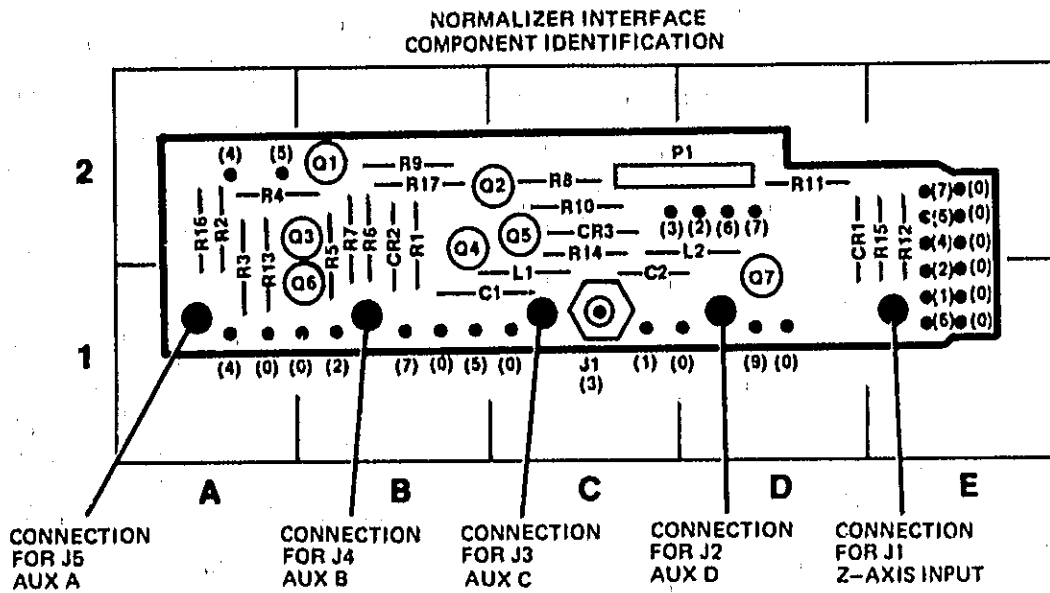 NORMALIZER INTERFACE
COMPONENT IDENTIFICATION
2
(4) (5) Q1 R9 Q2 R8 P1
R4 R17 R11 (7) (0)
R16 R2 R10 (5) (0)
Q3 R7 R6 CR2 R1 Q4 Q5 CR3 (3) (2) (6) (7) CR1 R15 R12 (4) (0)
R3 R13 R5 R14 L2 (2) (0)
Q6 L1 C2 Q7
C1 (1) (0)
(6) (0)
1
(4) (0) (0) (2) (7) (0) (5) (0) J1 (1) (0) (9) (0)
(3)
A B C D E
CONNECTION
FOR J5
AUX A
CONNECTION
FOR J4
AUX B
CONNECTION
FOR J3
AUX C
CONNECTION
FOR J2
AUX D
CONNECTION
FOR J1
Z-AXIS INPUT